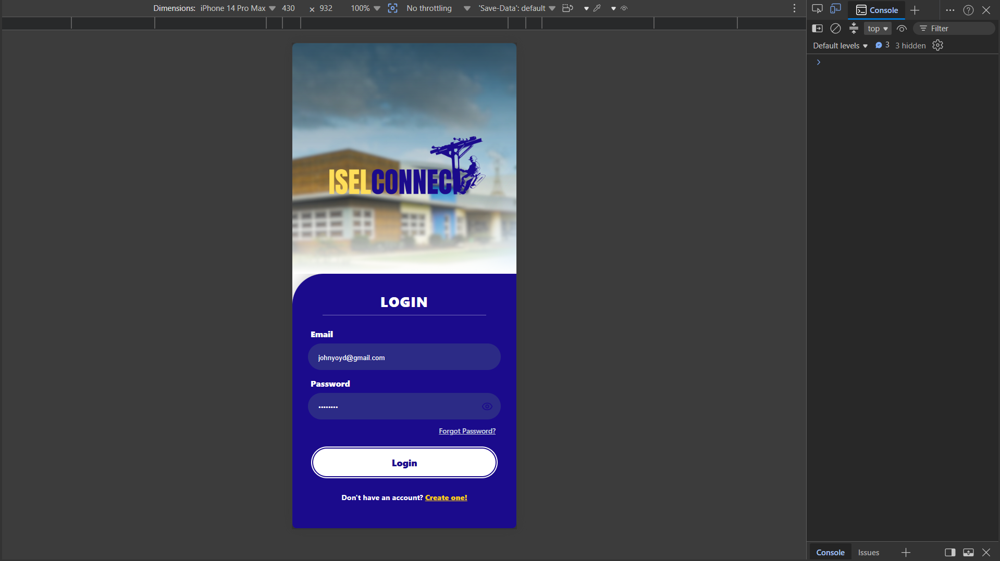 Dimensions: iPhone 14 Pro Max 430 × 932 100% No throttling 'Save-Data': default
Console
top Filter
Default levels 3 3 hidden
ISELCONNECT
LOGIN
Email
johnyoyd@gmail.com
Password
••••••••
Forgot Password?
Login
Don't have an account? Create one!
Console Issues